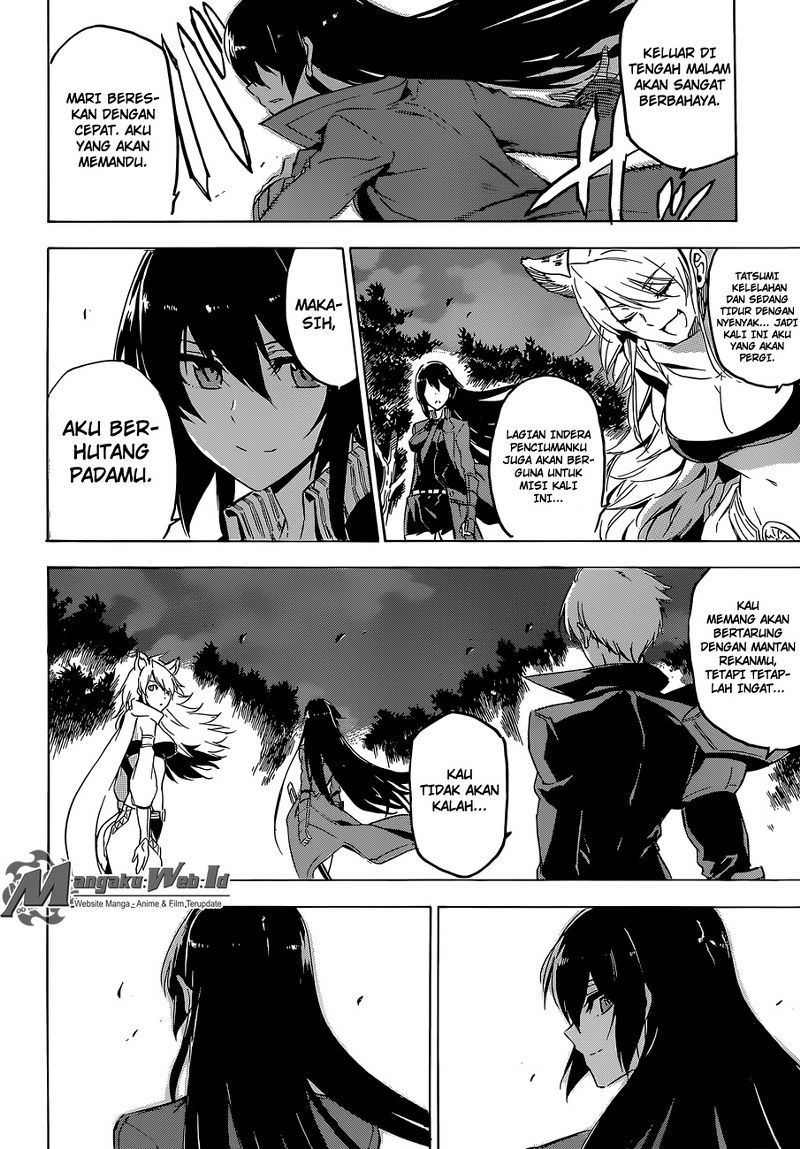 KELUAR DI
TENGAH MALAM
AKAN SANGAT
BERBAHAYA.
MARI BERES-
KAN DENGAN
CEPAT. AKU
YANG AKAN
MEMANDU.
TATSUMI
KELELAHAN
DAN SEDANG
TIDUR DENGAN
NYENYAK... JADI
KALI INI AKU
YANG AKAN
PERGI.
LAGIAN INDERA
PENCIUMANKU
JUGA AKAN BER-
GUNA UNTUK
MISI KALI
INI...
MAKA-
SIH,
AKU BER-
HUTANG
PADAMU.
KAU
MEMANG AKAN
BERTARUNG
DENGAN MANTAN
REKANMU,
TETAPI TETAP-
LAH INGAT...
KAU
TIDAK AKAN
KALAH...
Mangaku.Web.Id
Website Manga - Anime & Film Terupdate